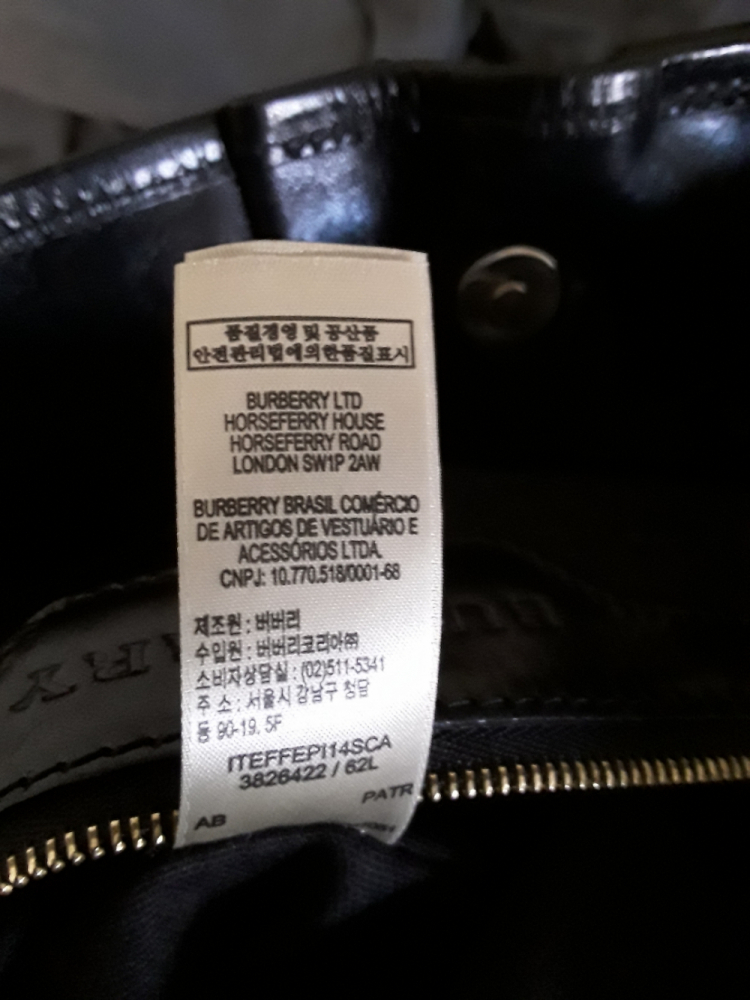 품질경영 및 공산품
안전관리법에의한품질표시
BURBERRY LTD
HORSEFERRY HOUSE
HORSEFERRY ROAD
LONDON SW1P 2AW
BURBERRY BRASIL COMÉRCIO
DE ARTIGOS DE VESTUÁRIO E
ACESSÓRIOS LTDA.
CNPJ: 10.770.518/0001-68
제조원 : 버버리
수입원 : 버버리코리아㈜
소비자상담실 : (02)511-5341
주 소 : 서울시 강남구 청담
동 90-19. 5F
ITEFFEPI14SCA
3826422 / 62L
PATR
AB